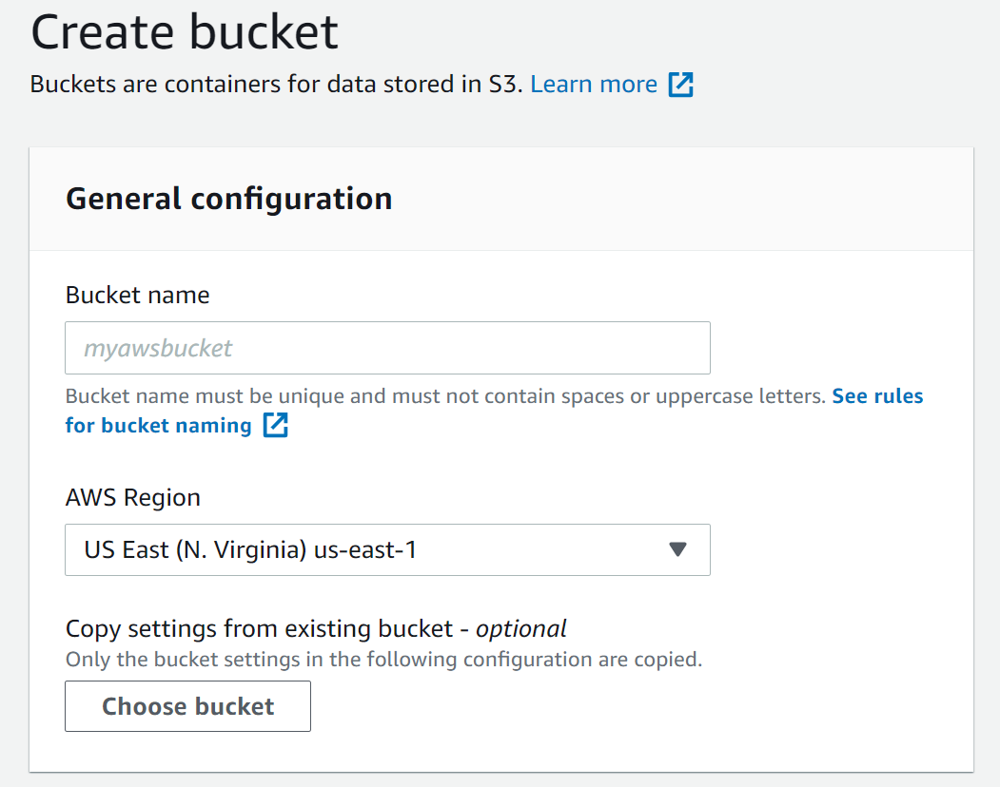 Create bucket
Buckets are containers for data stored in S3. Learn more
General configuration
Bucket name
myawsbucket
Bucket name must be unique and must not contain spaces or uppercase letters. See rules
for bucket naming
AWS Region
US East (N. Virginia) us-east-1
Copy settings from existing bucket - optional
Only the bucket settings in the following configuration are copied.
Choose bucket